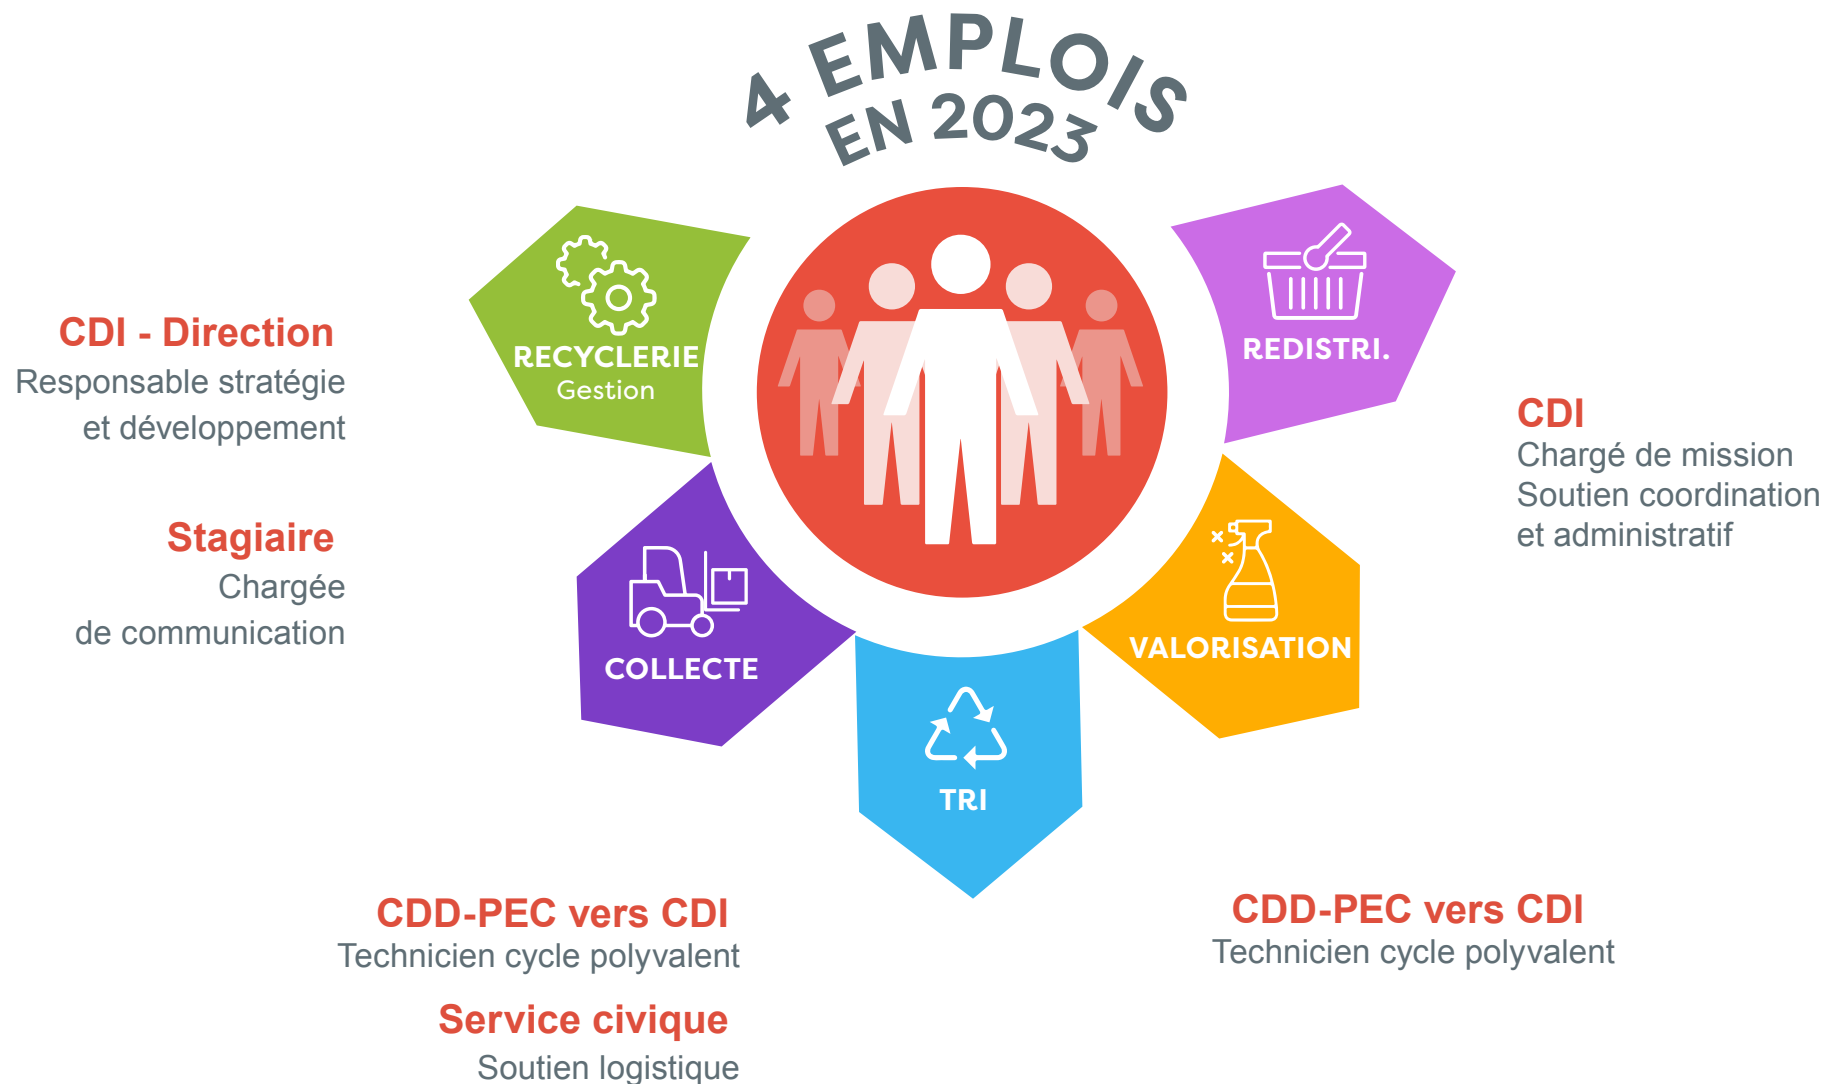 4 EMPLOIS
EN 2023
RECYCLERIE
Gestion
REDISTRI.
COLLECTE
VALORISATION
TRI
CDI - Direction
Responsable stratégie
et développement
Stagiaire
Chargée
de communication
CDI
Chargé de mission
Soutien coordination
et administratif
CDD-PEC vers CDI
Technicien cycle polyvalent
Service civique
Soutien logistique
CDD-PEC vers CDI
Technicien cycle polyvalent